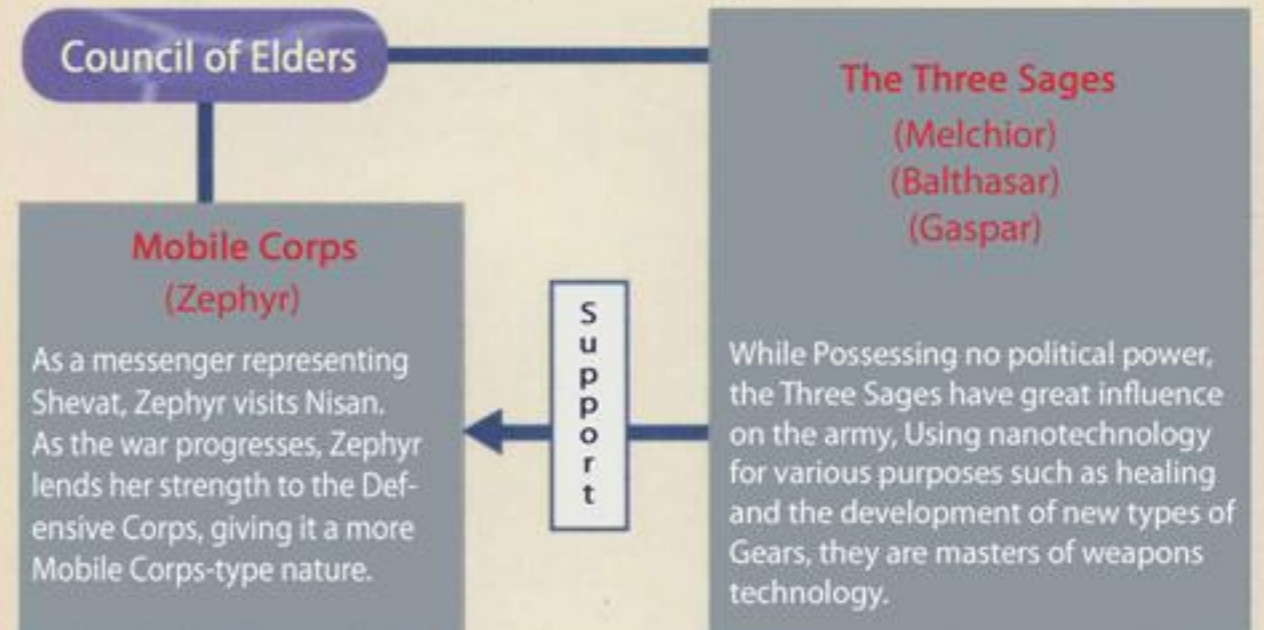 Council of Elders
The Three Sages
(Melchior)
(Balthasar)
(Gaspar)
Mobile Corps
(Zephyr)
As a messenger representing
Shevat, Zephyr visits Nisan.
As the war progresses, Zephyr
lends her strength to the Def-
ensive Corps, giving it a more
Mobile Corps-type nature.
Support
While Possessing no political power,
the Three Sages have great influence
on the army, Using nanotechnology
for various purposes such as healing
and the development of new types of
Gears, they are masters of weapons
technology.